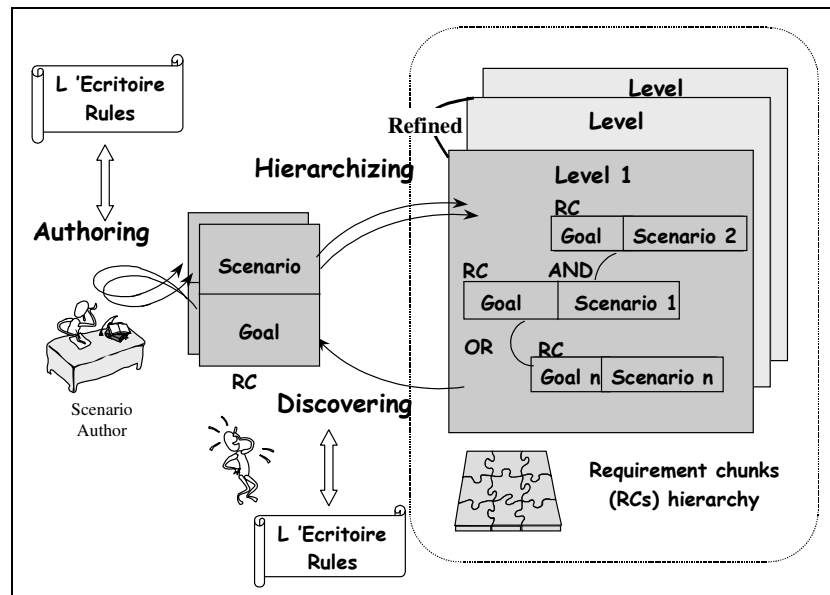 L 'Ecritoire
Rules
Authoring
Scenario
Author
Hierarchizing
Scenario
Goal
RC
Discovering
L 'Ecritoire
Rules
Level
Level
Refined
Level 1
RC
Goal Scenario 2
RC AND
Goal Scenario 1
OR RC
Goal n Scenario n
Requirement chunks
(RCs) hierarchy